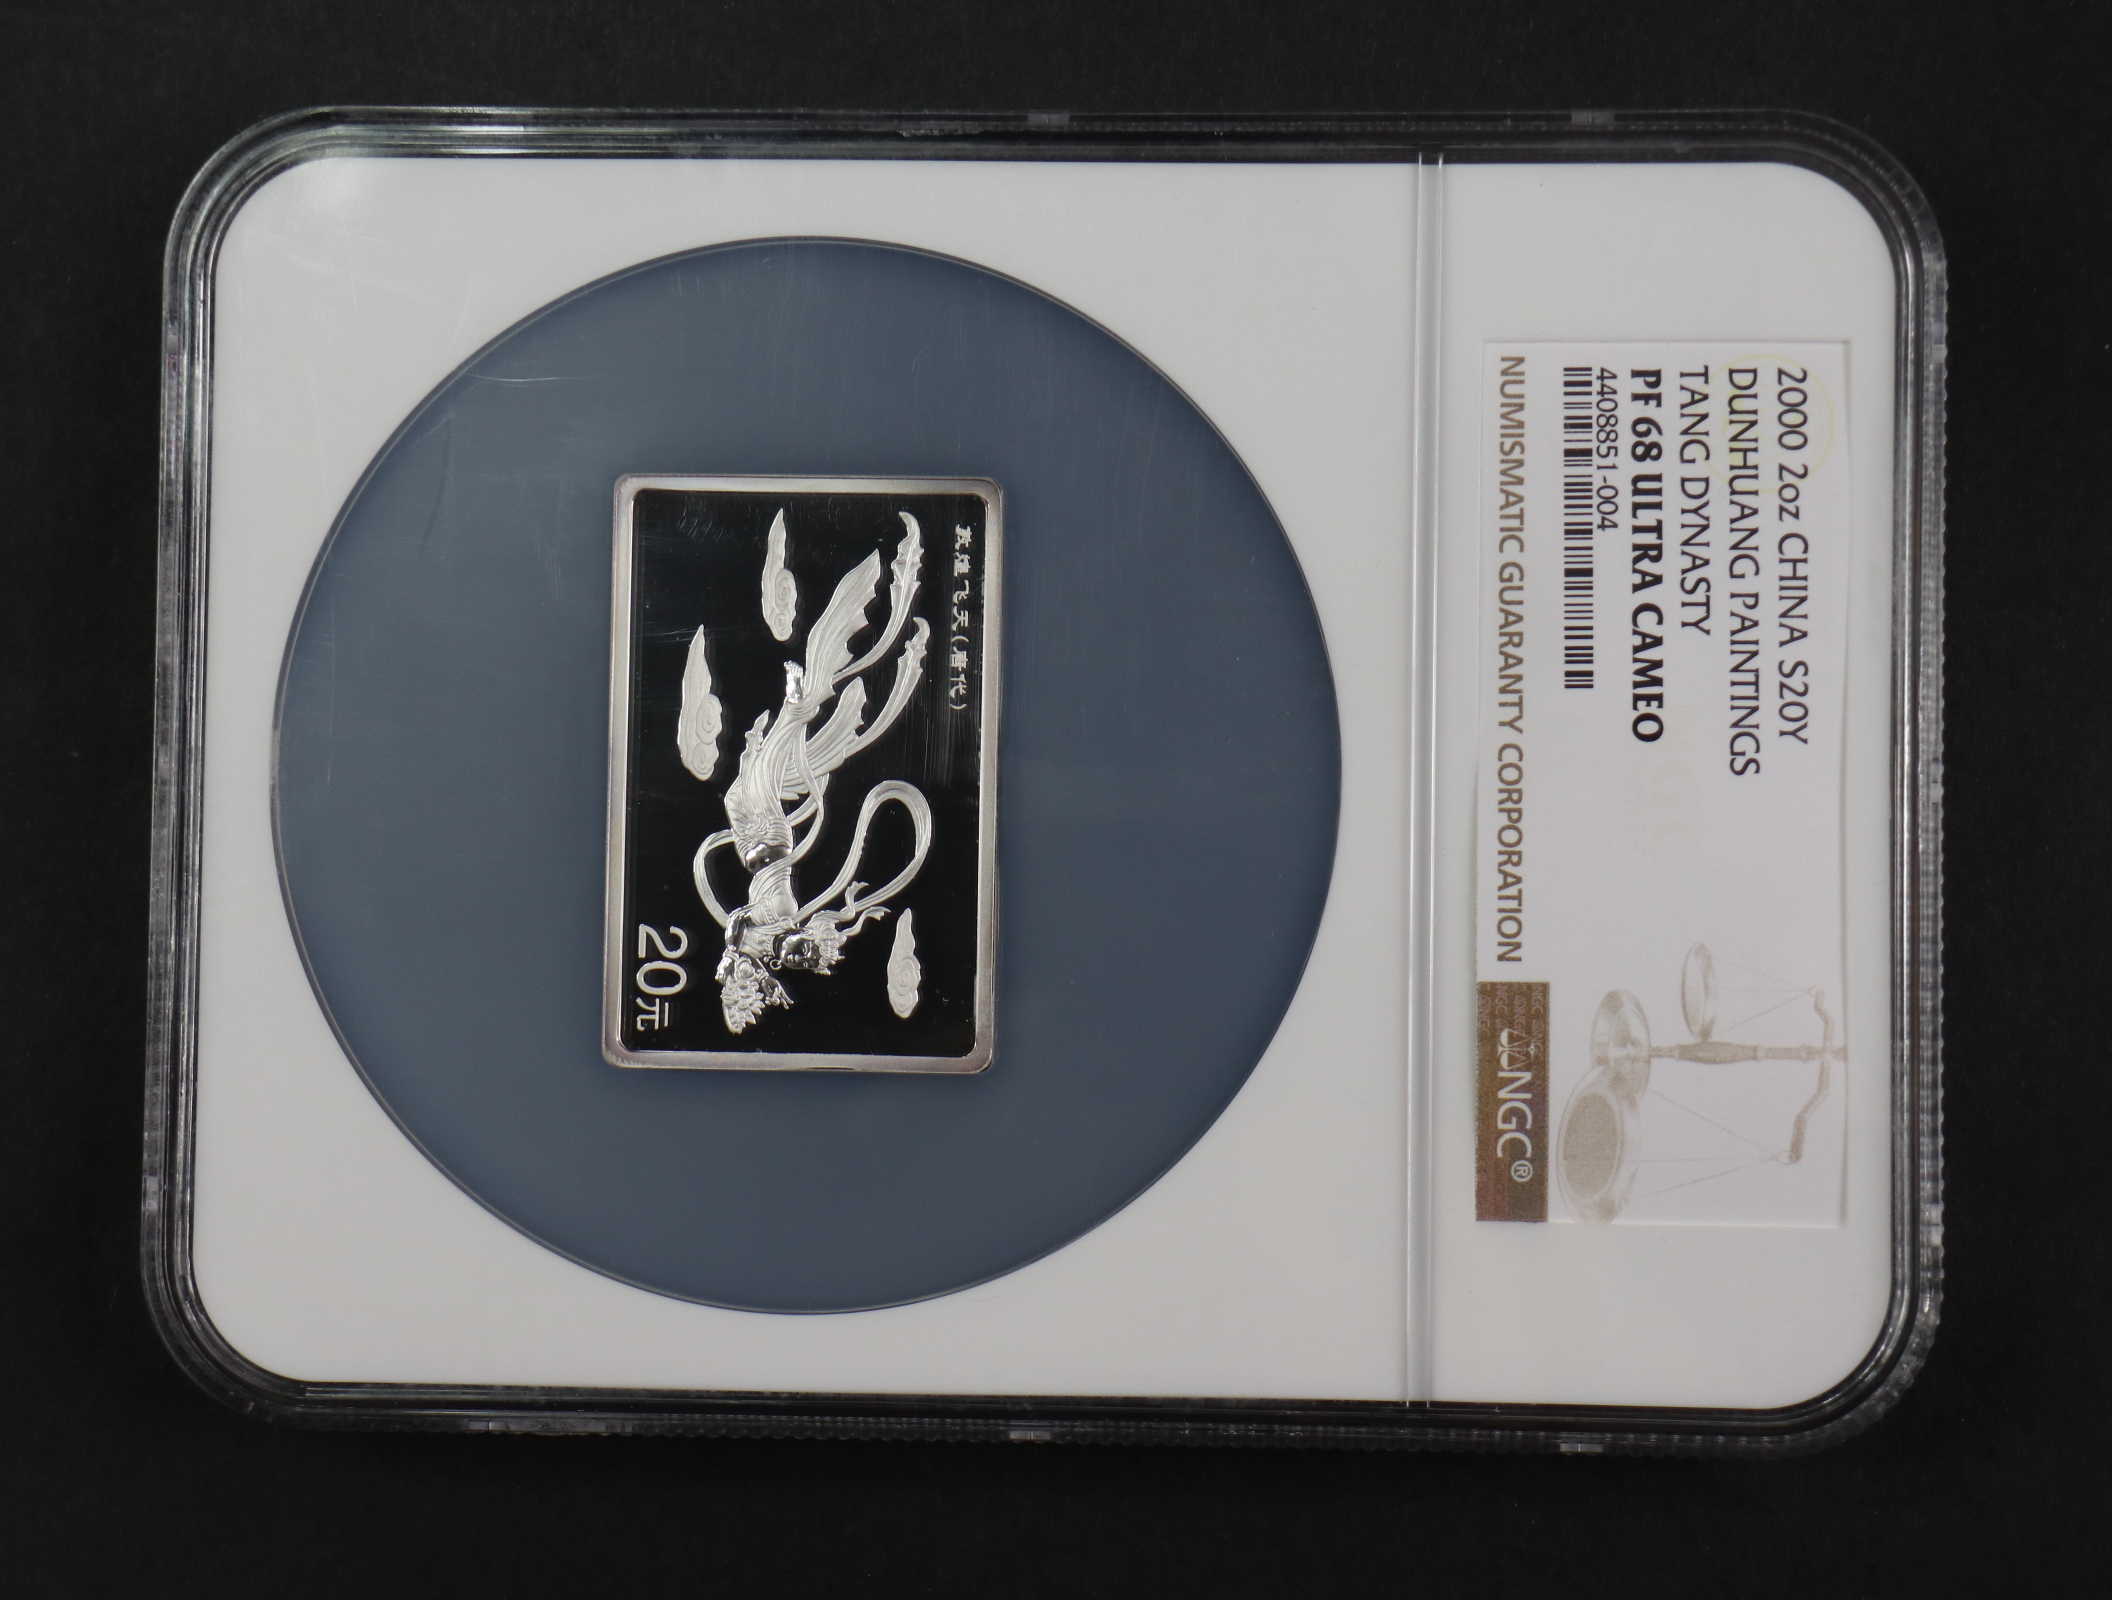 2000 2oz CHINA S20Y
DUNHUANG PAINTINGS
TANG DYNASTY
PF 68 ULTRA CAMEO
4408851-004
NUMISMATIC GUARANTY CORPORATION
NGC®
敦煌飞天(唐代)
20元